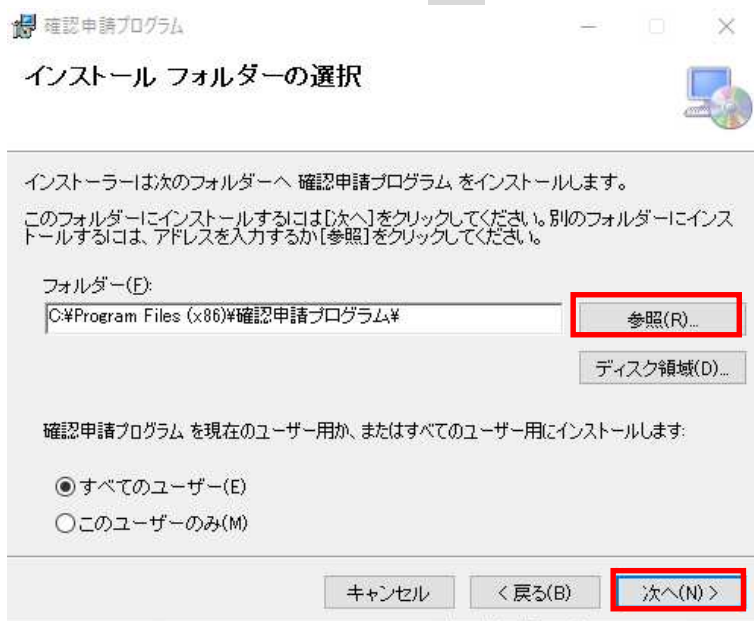 確認申請プログラム
インストール フォルダーの選択
インストーラーは次のフォルダーへ 確認申請プログラム をインストールします。
このフォルダーにインストールするには[次へ]をクリックしてください。別のフォルダーにインス
トールするには、アドレスを入力するか[参照]をクリックしてください。
フォルダー(F):
C:¥Program Files (x86)¥確認申請プログラム¥
参照(R)...
ディスク領域(D)...
確認申請プログラム を現在のユーザー用か、またはすべてのユーザー用にインストールします:
すべてのユーザー(E)
このユーザーのみ(M)
キャンセル
< 戻る(B)
次へ(N) >